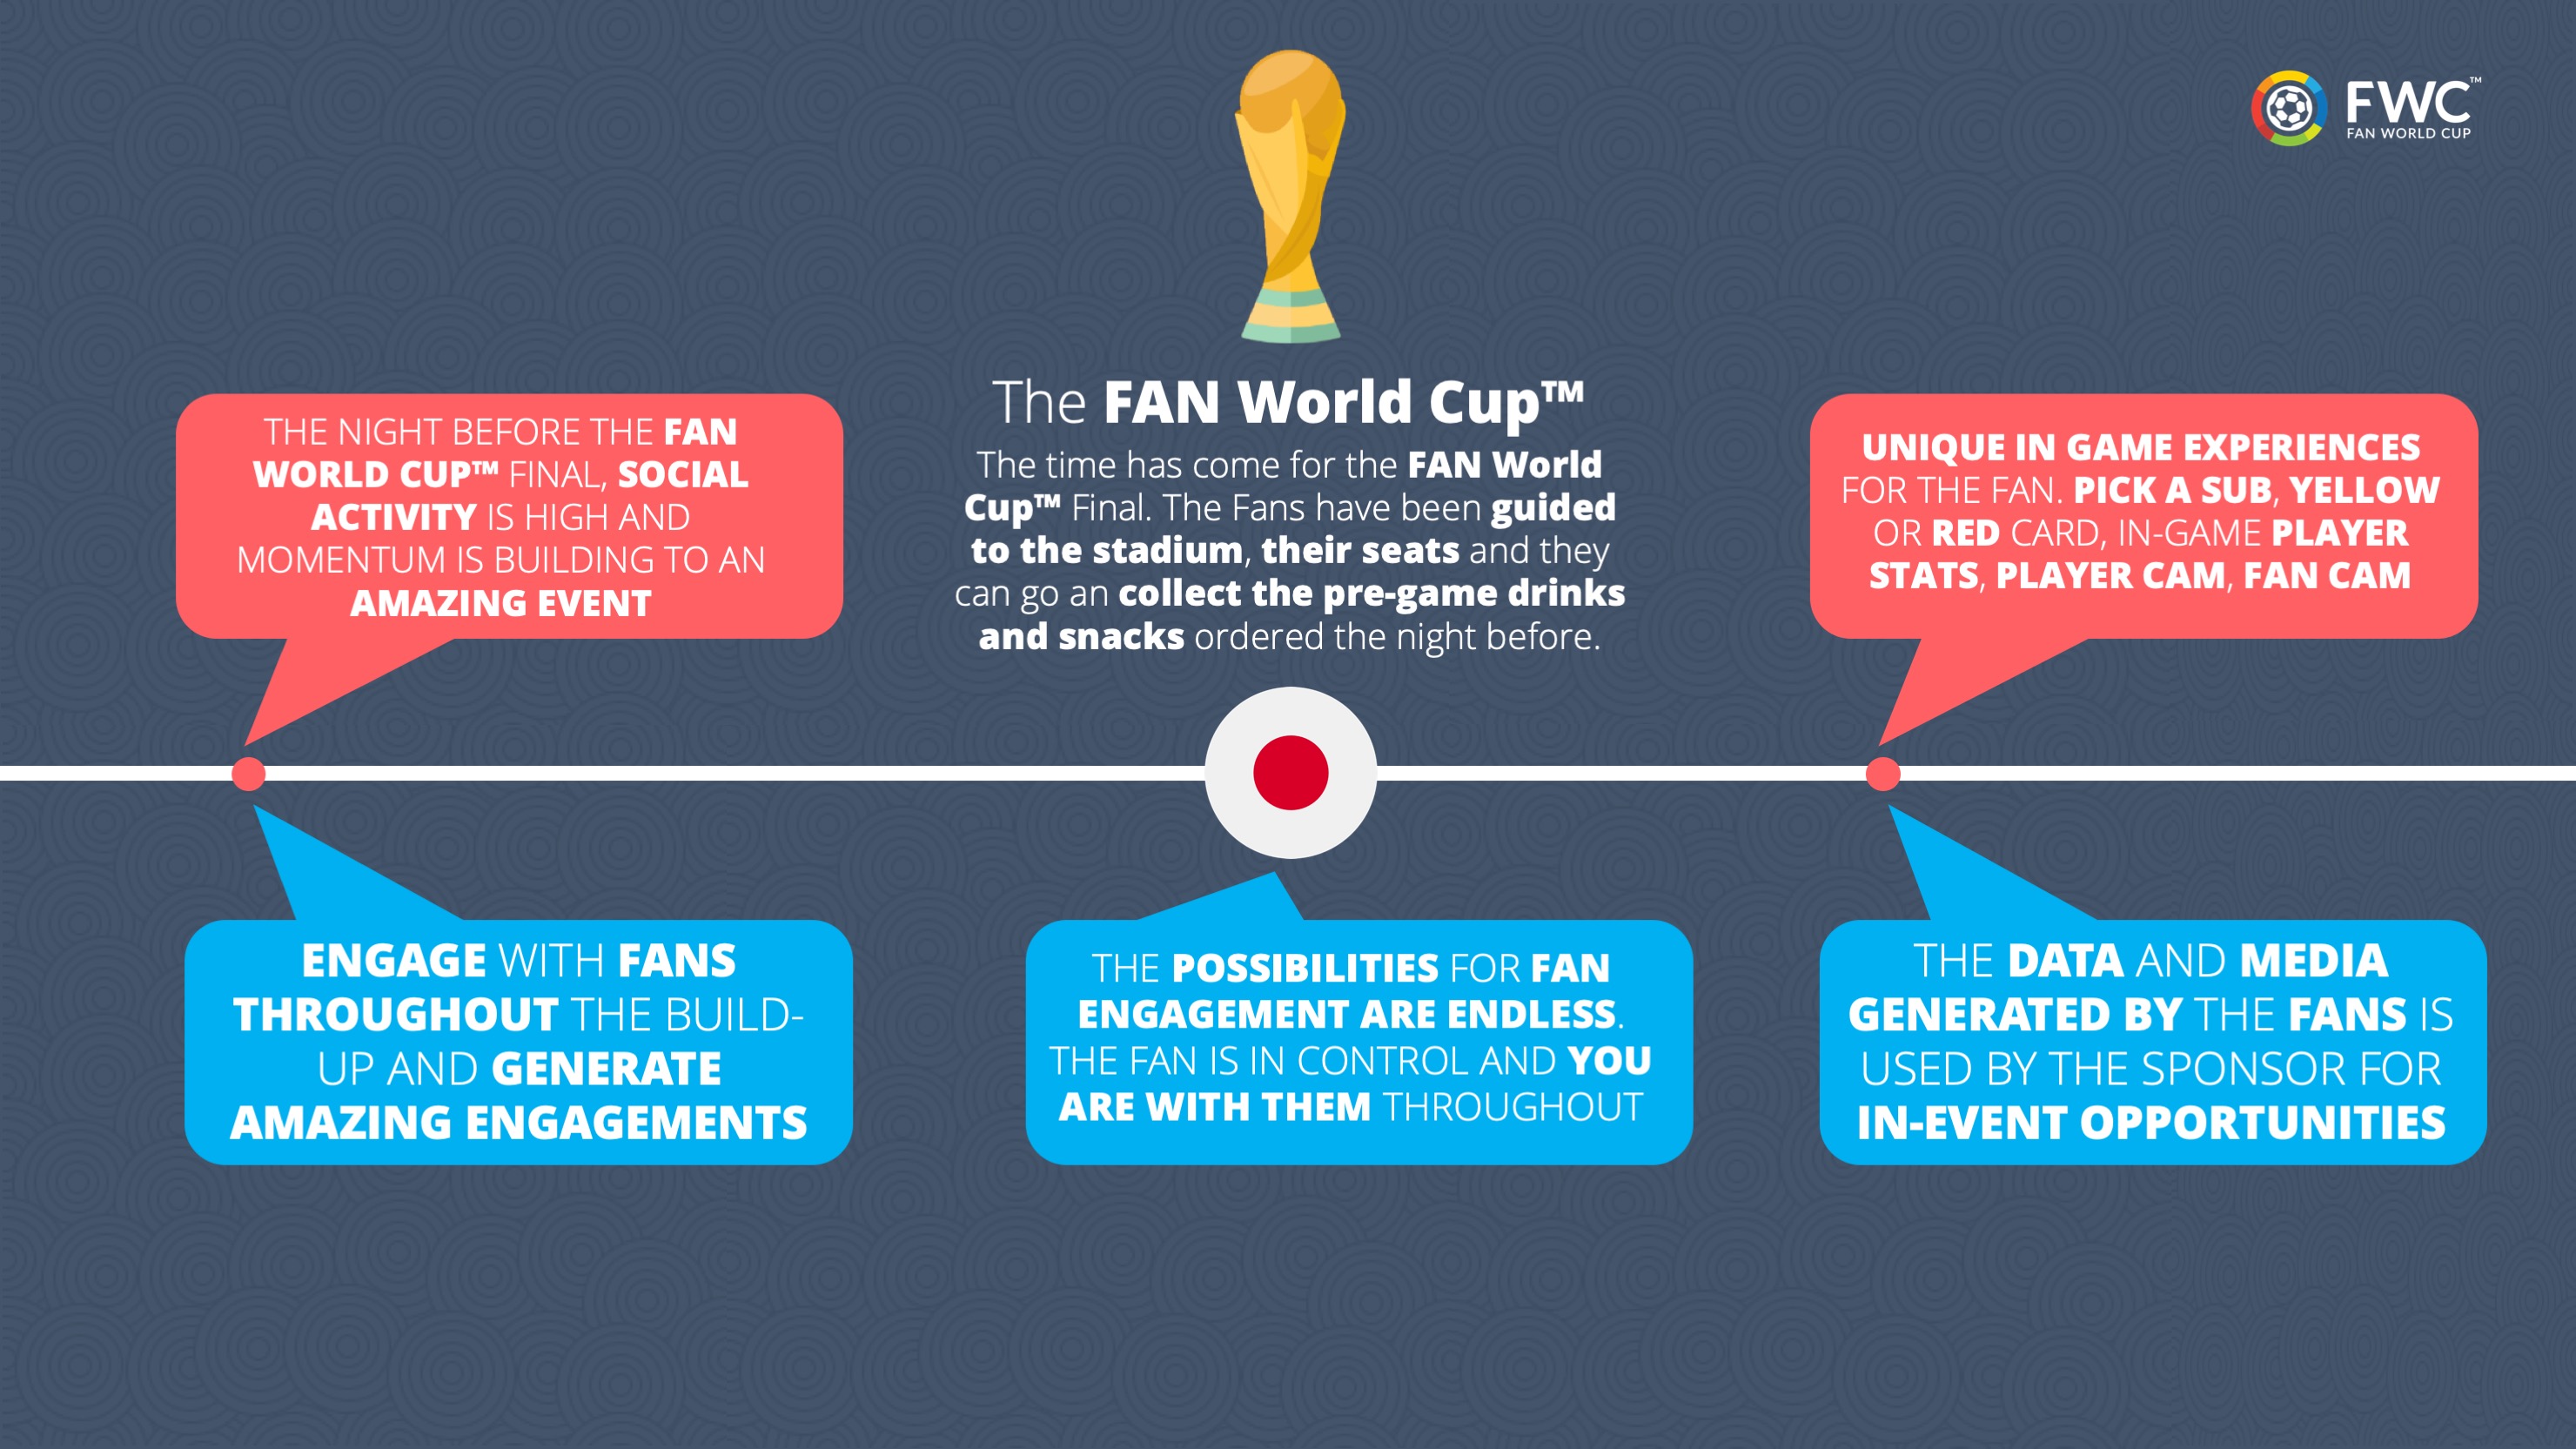 FWC™
FAN WORLD CUP
The FAN World Cup™
The time has come for the FAN World
Cup™ Final. The Fans have been guided
to the stadium, their seats and they
can go an collect the pre-game drinks
and snacks ordered the night before.
THE NIGHT BEFORE THE FAN
WORLD CUP™ FINAL, SOCIAL
ACTIVITY IS HIGH AND
MOMENTUM IS BUILDING TO AN
AMAZING EVENT
UNIQUE IN GAME EXPERIENCES
FOR THE FAN. PICK A SUB, YELLOW
OR RED CARD, IN-GAME PLAYER
STATS, PLAYER CAM, FAN CAM
ENGAGE WITH FANS
THROUGHOUT THE BUILD-
UP AND GENERATE
AMAZING ENGAGEMENTS
THE POSSIBILITIES FOR FAN
ENGAGEMENT ARE ENDLESS.
THE FAN IS IN CONTROL AND YOU
ARE WITH THEM THROUGHOUT
THE DATA AND MEDIA
GENERATED BY THE FANS IS
USED BY THE SPONSOR FOR
IN-EVENT OPPORTUNITIES